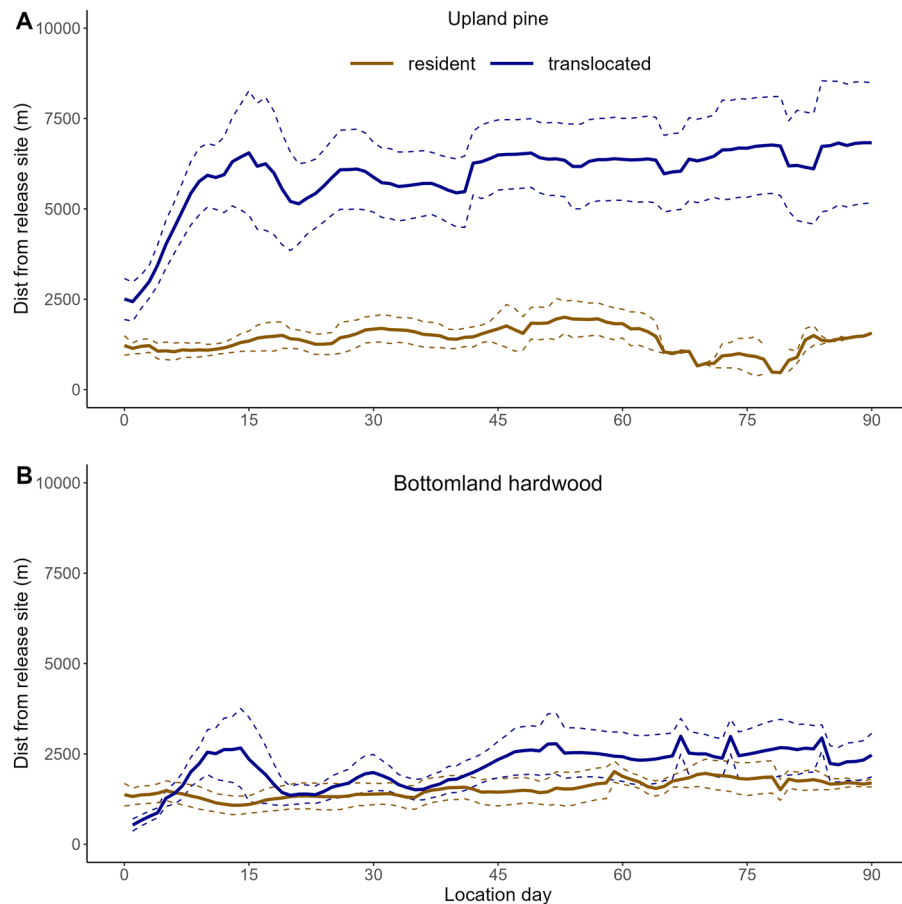 A
Upland pine
resident translocated
Dist from release site (m)
10000
7500
5000
2500
0
0 15 30 45 60 75 90
B
Bottomland hardwood
Dist from release site (m)
10000
7500
5000
2500
0
0 15 30 45 60 75 90
Location day